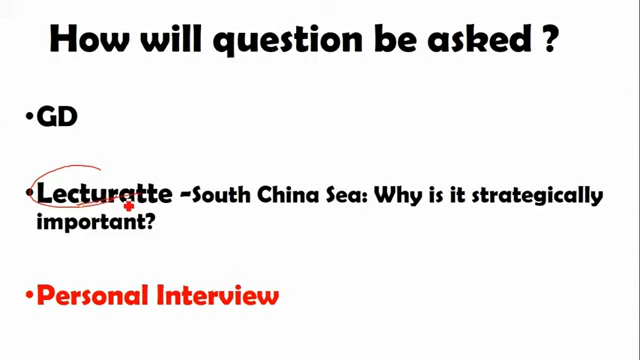 How will question be asked ?
•GD
•Lecturatte -South China Sea: Why is it strategically
important?
•Personal Interview